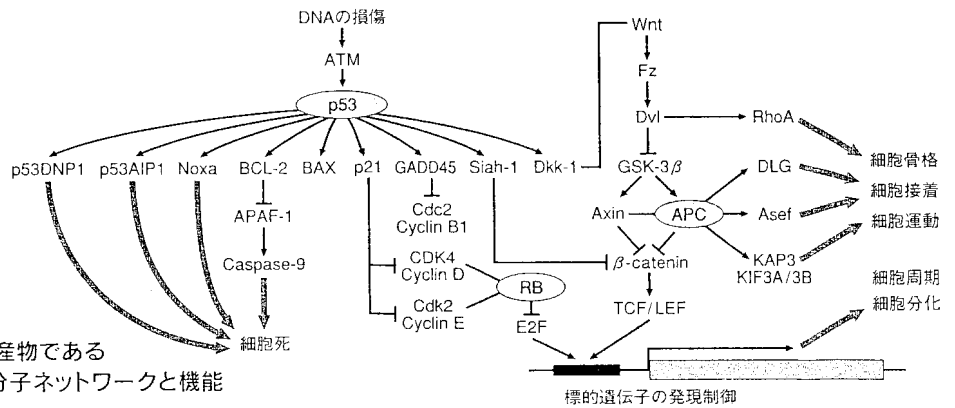 DNAの損傷
ATM
p53
p53DNP1
p53AIP1
Noxa
BCL-2
BAX
p21
GADD45
Siah-1
Dkk-1
APAF-1
Caspase-9
細胞死
Cdc2
Cyclin B1
CDK4
Cyclin D
Cdk2
Cyclin E
RB
E2F
Wnt
Fz
Dvl
GSK-3β
Axin
APC
β-catenin
TCF/LEF
RhoA
DLG
Asef
KAP3
KIF3A/3B
細胞骨格
細胞接着
細胞運動
細胞周期
細胞分化
標的遺伝子の発現制御
産物である
分子ネットワークと機能